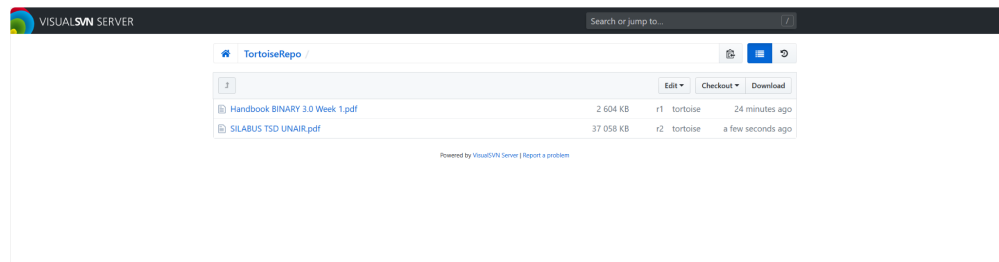 VISUALSVN SERVER Search or jump to... /
TortoiseRepo /
Edit Checkout Download
Handbook BINARY 3.0 Week 1.pdf 2 604 KB r1 tortoise 24 minutes ago
SILABUS TSD UNAIR.pdf 37 058 KB r2 tortoise a few seconds ago
Powered by VisualSVN Server | Report a problem